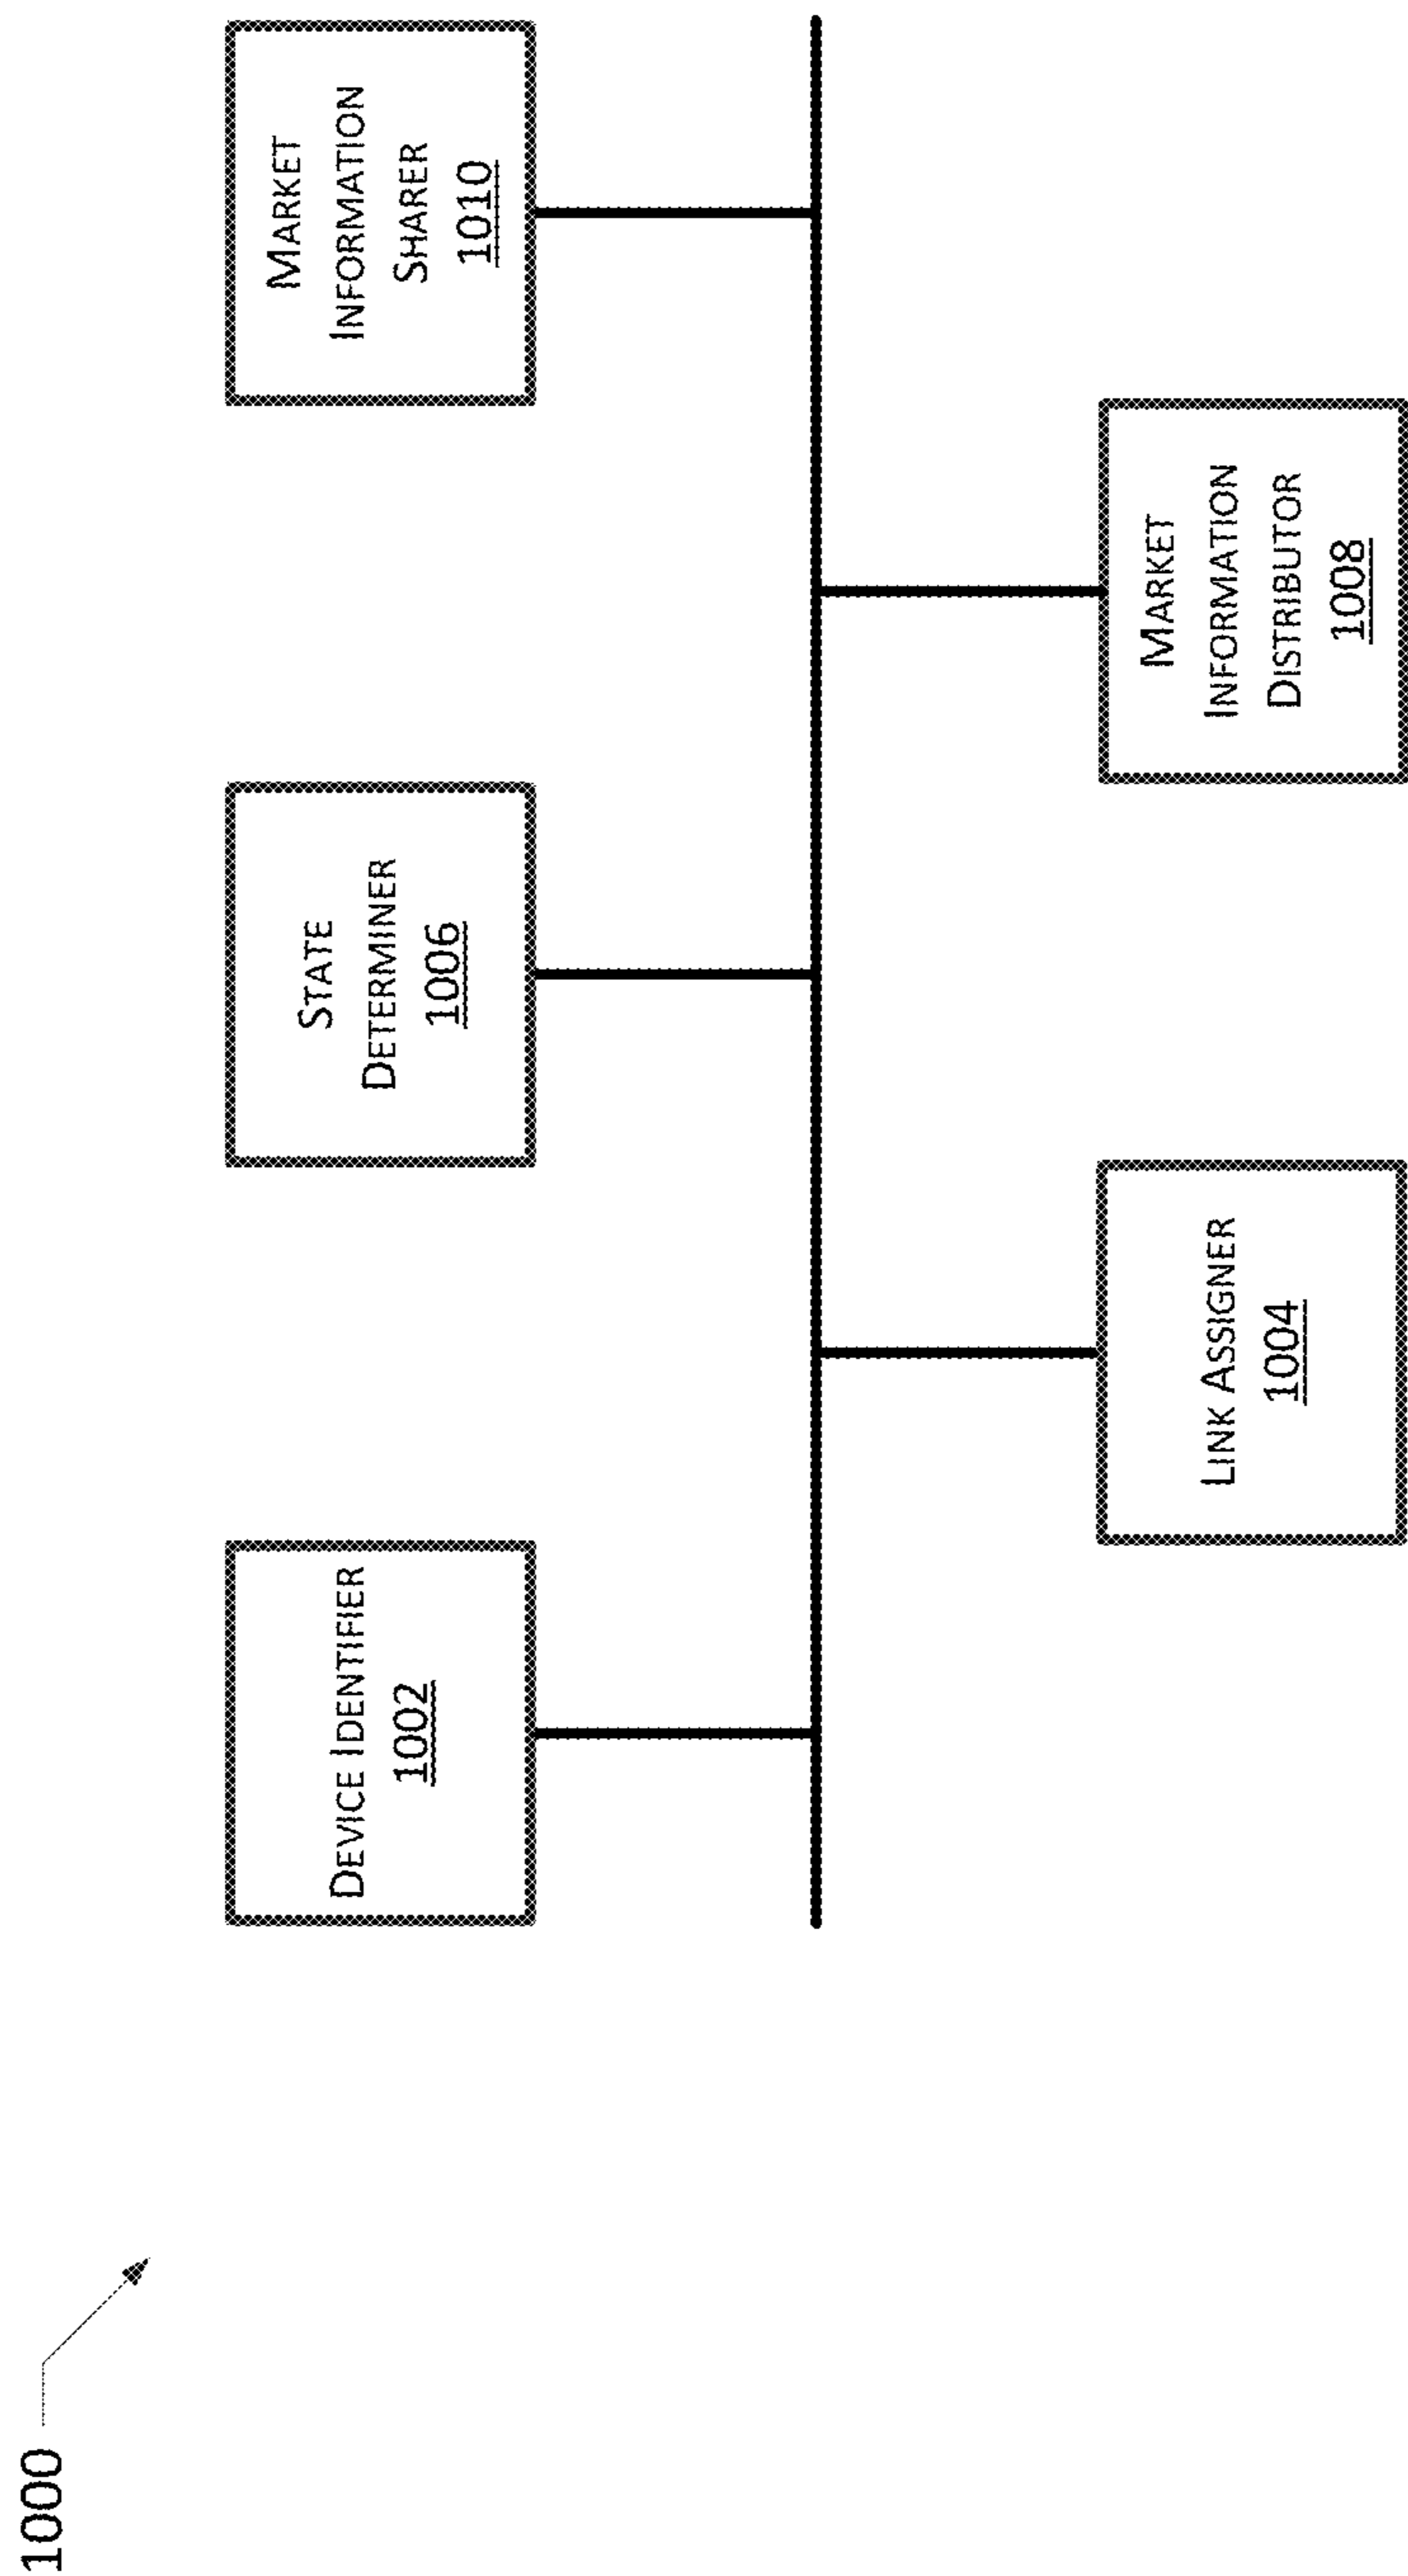 1000
DEVICE IDENTIFIER
1002
STATE
DETERMINER
1006
MARKET
INFORMATION
SHARER
1010
LINK ASSIGNER
1004
MARKET
INFORMATION
DISTRIBUTOR
1008